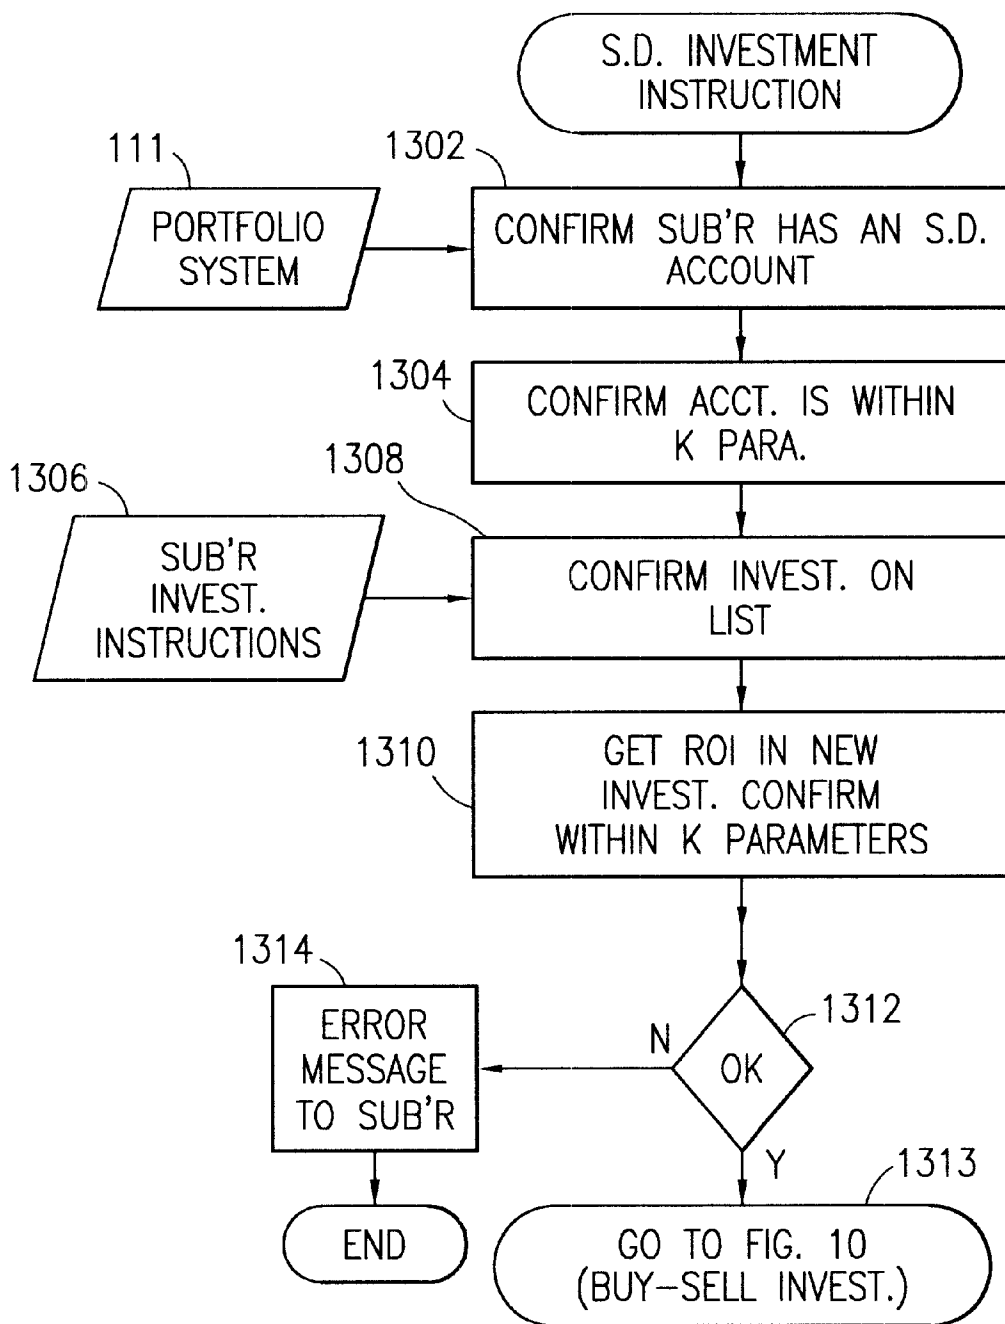 S.D. INVESTMENT
INSTRUCTION
111
1302
PORTFOLIO
SYSTEM
CONFIRM SUB'R HAS AN S.D.
ACCOUNT
1304
CONFIRM ACCT. IS WITHIN
K PARA.
1306
1308
SUB'R
INVEST.
INSTRUCTIONS
CONFIRM INVEST. ON
LIST
1310
GET ROI IN NEW
INVEST. CONFIRM
WITHIN K PARAMETERS
1314
ERROR
MESSAGE
TO SUB'R
N
OK
1312
Y
1313
END
GO TO FIG. 10
(BUY-SELL INVEST.)